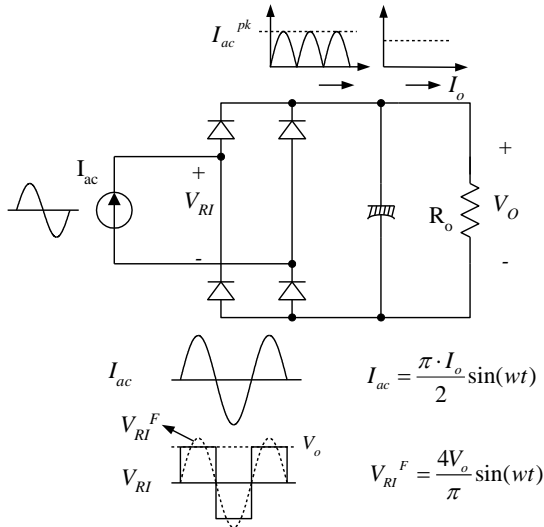 I_ac^pk
I_o
I_ac
+
V_RI
-
+
R_o
V_O
-
I_ac
I_ac = π · I_o / 2 sin(wt)
V_RI^F
V_o
V_RI
V_RI^F = 4V_o / π sin(wt)